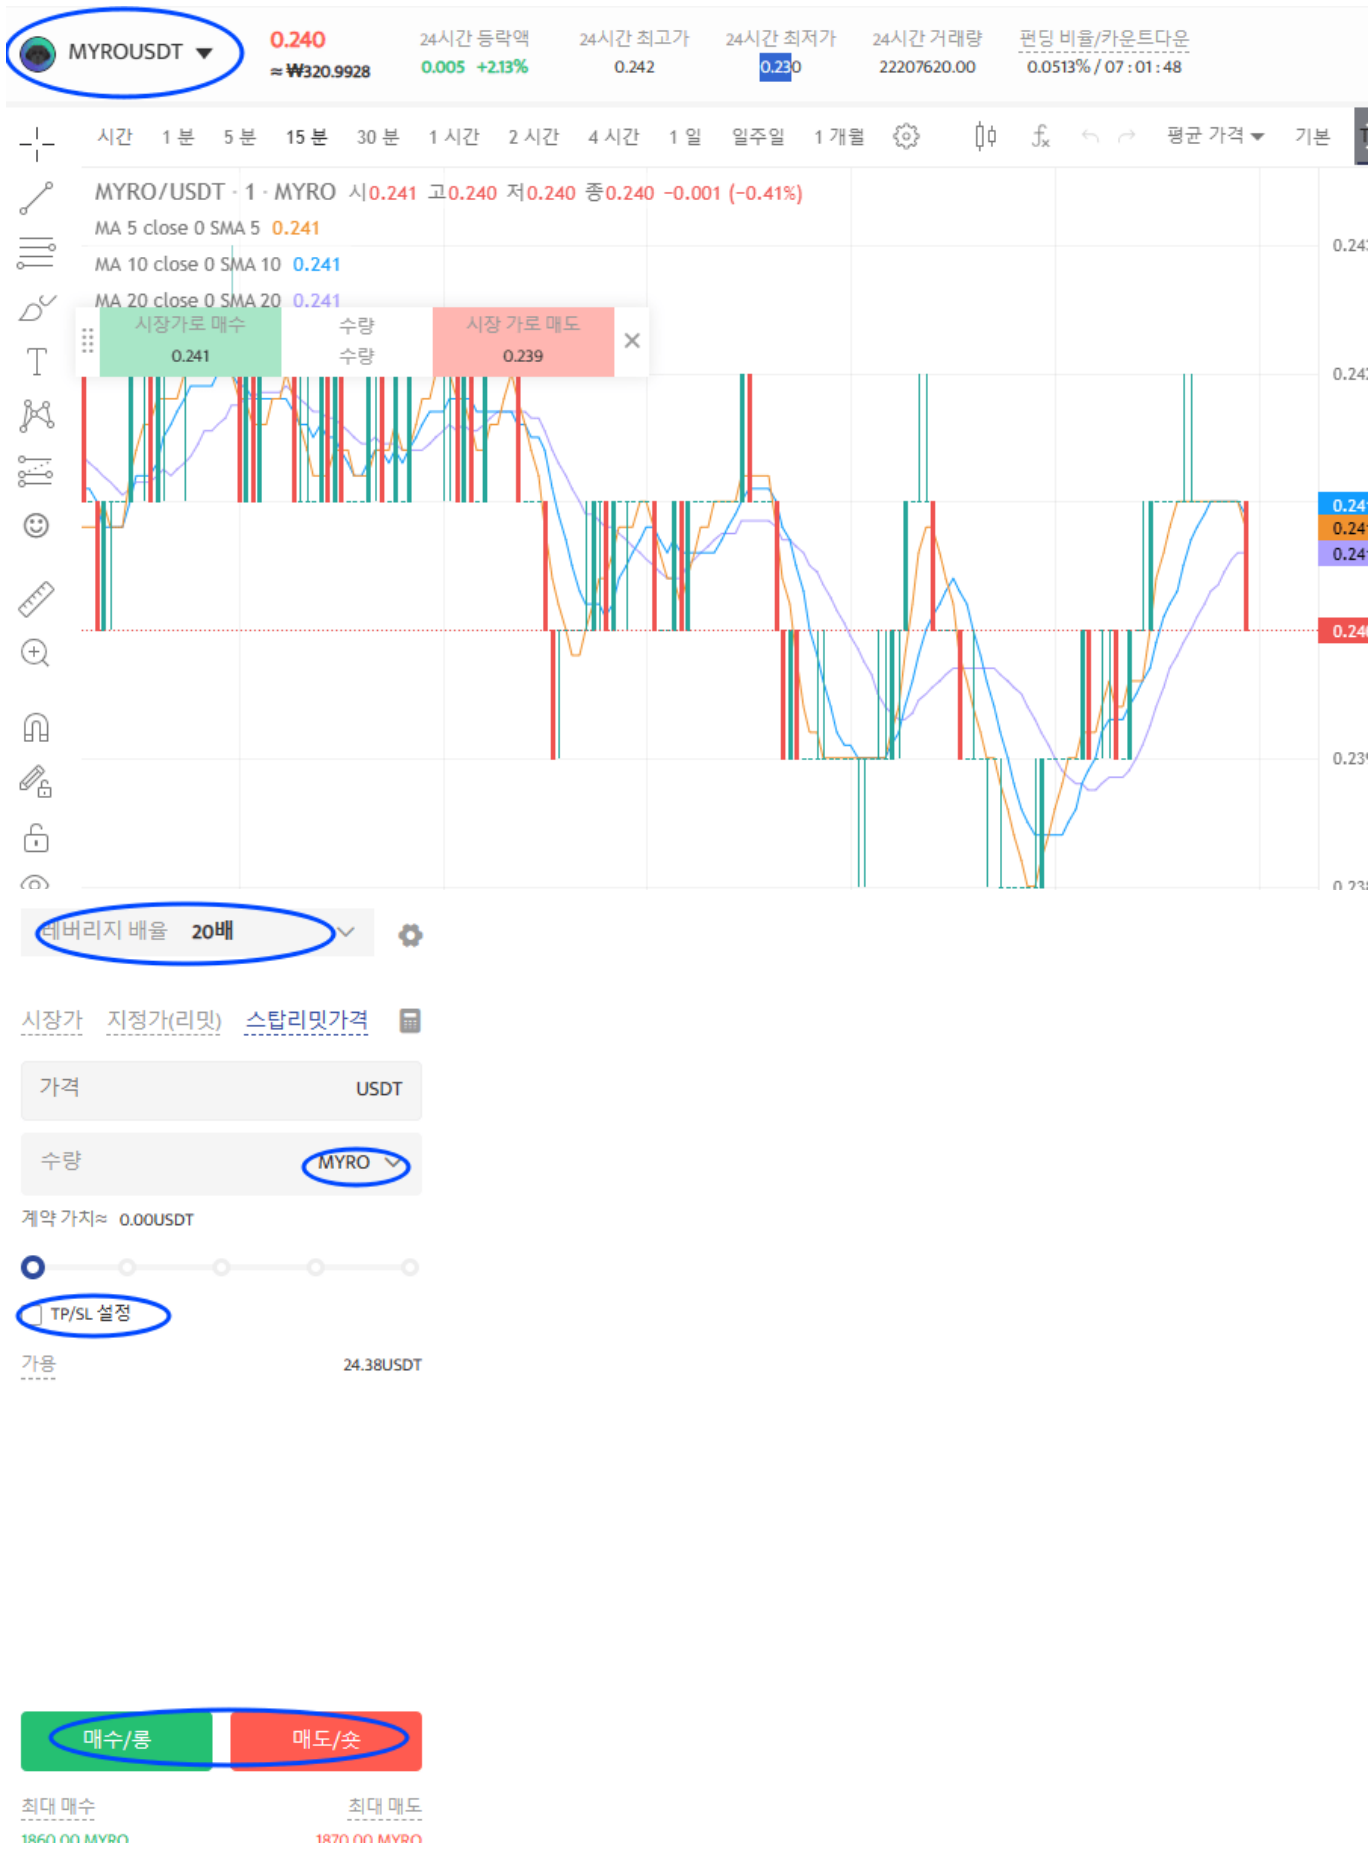 MYROUSDT
0.240
≈ ₩320.9928
24시간 등락액
0.005 +2.13%
24시간 최고가
0.242
24시간 최저가
0.230
24시간 거래량
22207620.00
펀딩 비율/카운트다운
0.0513% / 07 : 01 : 48
시간 1 분 5 분 15 분 30 분 1 시간 2 시간 4 시간 1 일 일주일 1 개월 평균 가격 기본
MYRO/USDT · 1 · MYRO 시0.241 고0.240 저0.240 종0.240 −0.001 (−0.41%)
MA 5 close 0 SMA 5 0.241
MA 10 close 0 SMA 10 0.241
MA 20 close 0 SMA 20 0.241
시장가로 매수 수량 시장 가로 매도
0.241 수량 0.239
레버리지 배율 20배
시장가 지정가(리밋) 스탑리밋가격
가격 USDT
수량 MYRO
계약 가치≈ 0.00USDT
TP/SL 설정
가용 24.38USDT
매수/롱 매도/숏
최대 매수 최대 매도
1860.00 MYRO 1870.00 MYRO